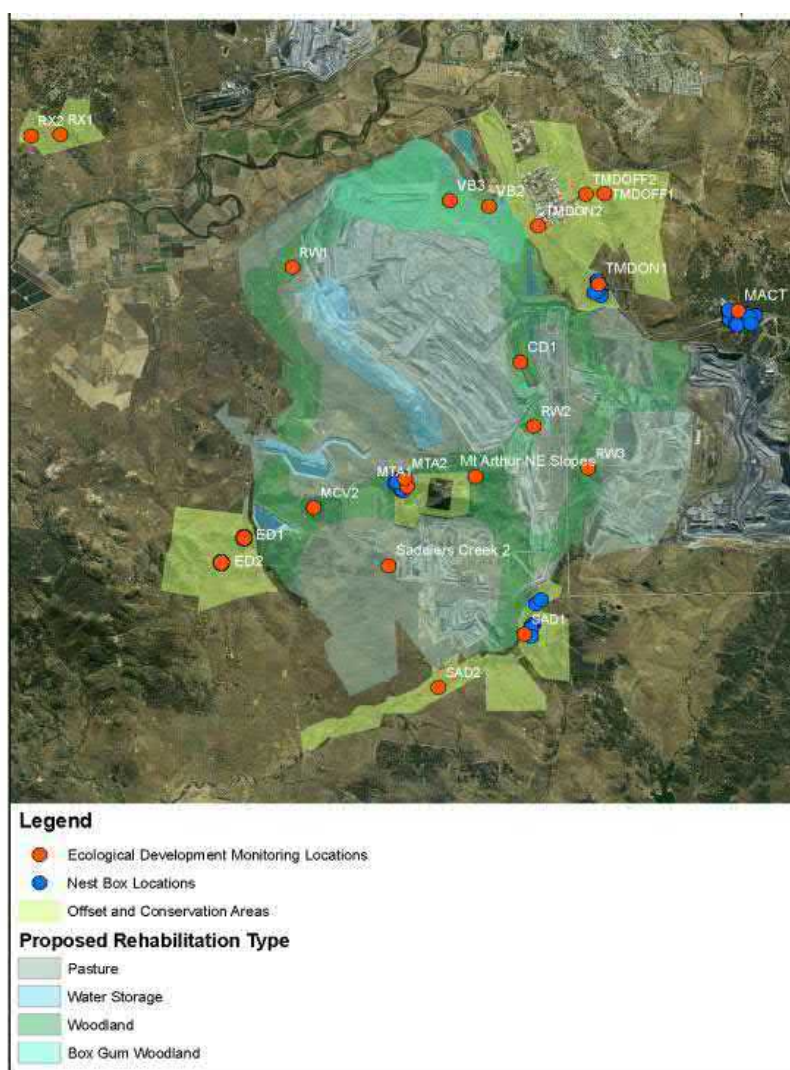 RX2 RX1
VB3 VB2
TMDOFF2
TMDOFF1
TMDON2
RW1
TMDON1
MACT
CD1
RW2
MTA2
Mt Arthur NE Slopes
RW3
MTA1
MCV2
ED1
ED2
Saddlers Creek 2
SAD1
SAD2
Legend
Ecological Development Monitoring Locations
Nest Box Locations
Offset and Conservation Areas
Proposed Rehabilitation Type
Pasture
Water Storage
Woodland
Box Gum Woodland